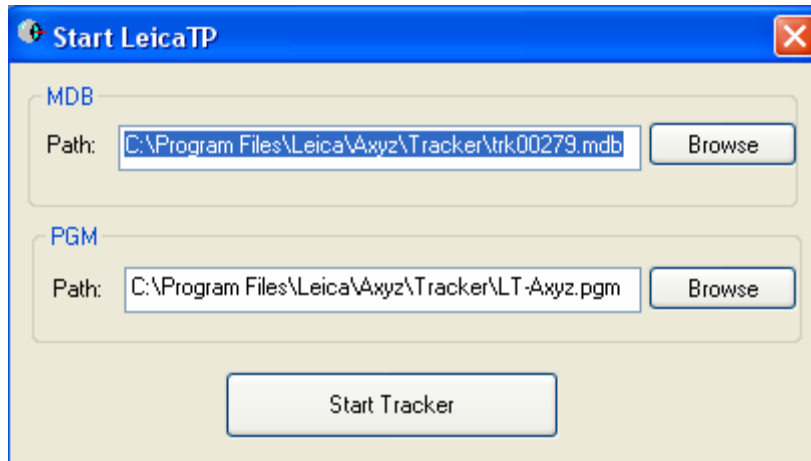 Start LeicaTP
MDB
Path: C:\Program Files\Leica\Axyz\Tracker\trk00279.mdb Browse
PGM
Path: C:\Program Files\Leica\Axyz\Tracker\LT-Axyz.pgm Browse
Start Tracker